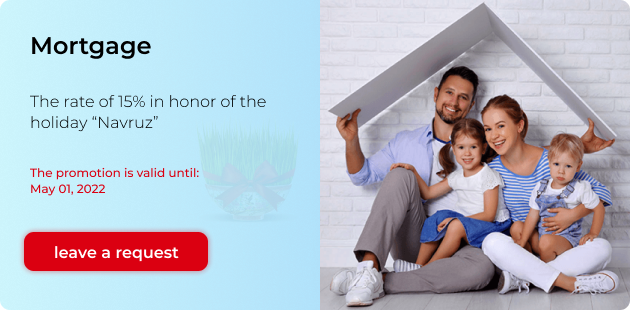 Mortgage
The rate of 15% in honor of the
holiday “Navruz”
The promotion is valid until:
May 01, 2022
leave a request